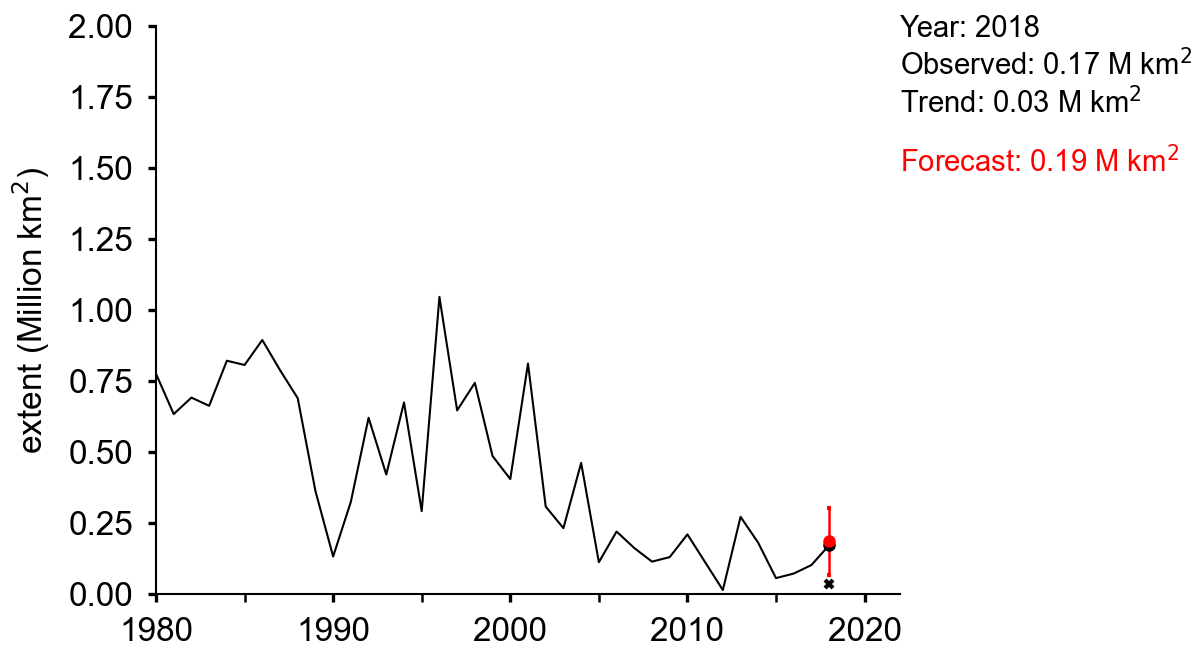 2.00
1.75
1.50
1.25
1.00
0.75
0.50
0.25
0.00
extent (Million km²)
1980
1990
2000
2010
2020
Year: 2018
Observed: 0.17 M km²
Trend: 0.03 M km²
Forecast: 0.19 M km²